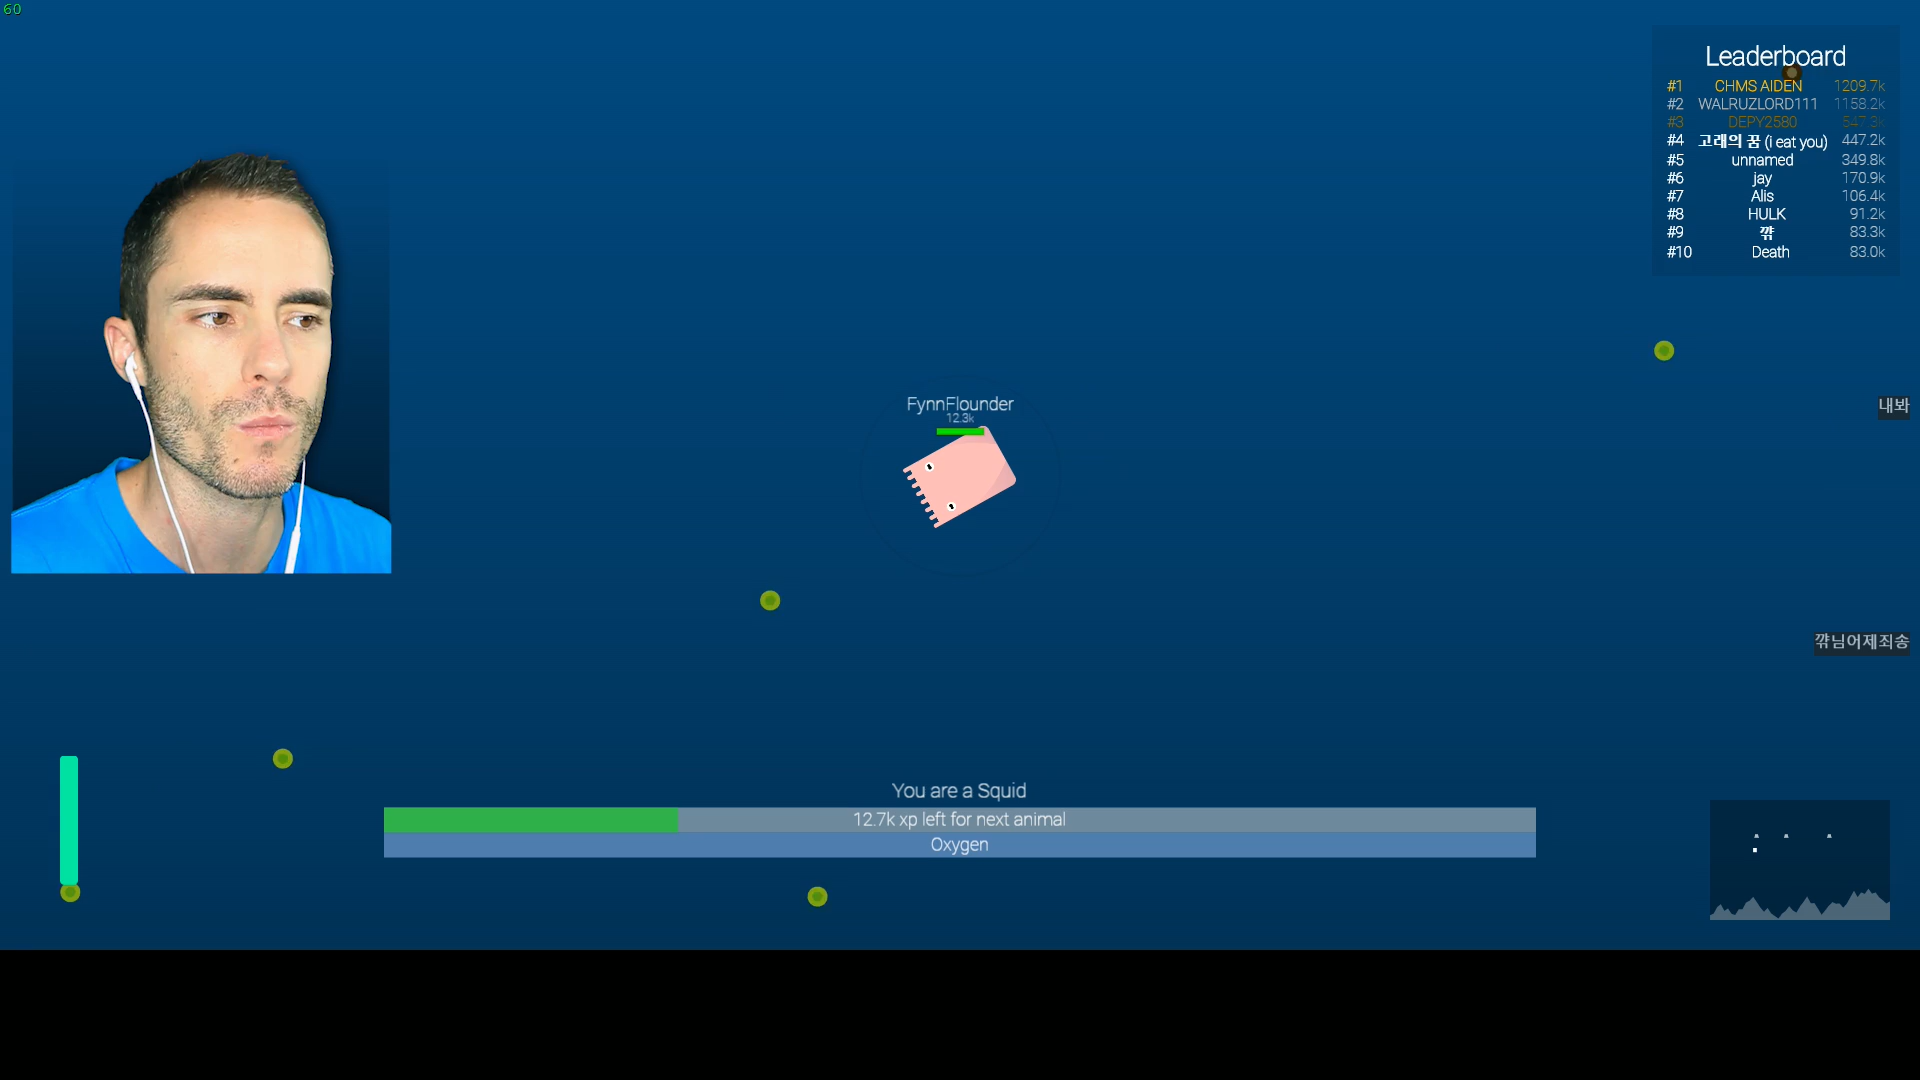 60
Leaderboard
#1 CHMS AIDEN 1209.7k
#2 WALRUZLORD111 1158.2k
#3 DEPY2580 547.3k
#4 고래의 꿈 (i eat you) 447.2k
#5 unnamed 349.8k
#6 jay 170.9k
#7 Alis 106.4k
#8 HULK 91.2k
#9 꺆 83.3k
#10 Death 83.0k
내봐
FynnFlounder
12.3k
꺆님어제죄송
You are a Squid
12.7k xp left for next animal
Oxygen